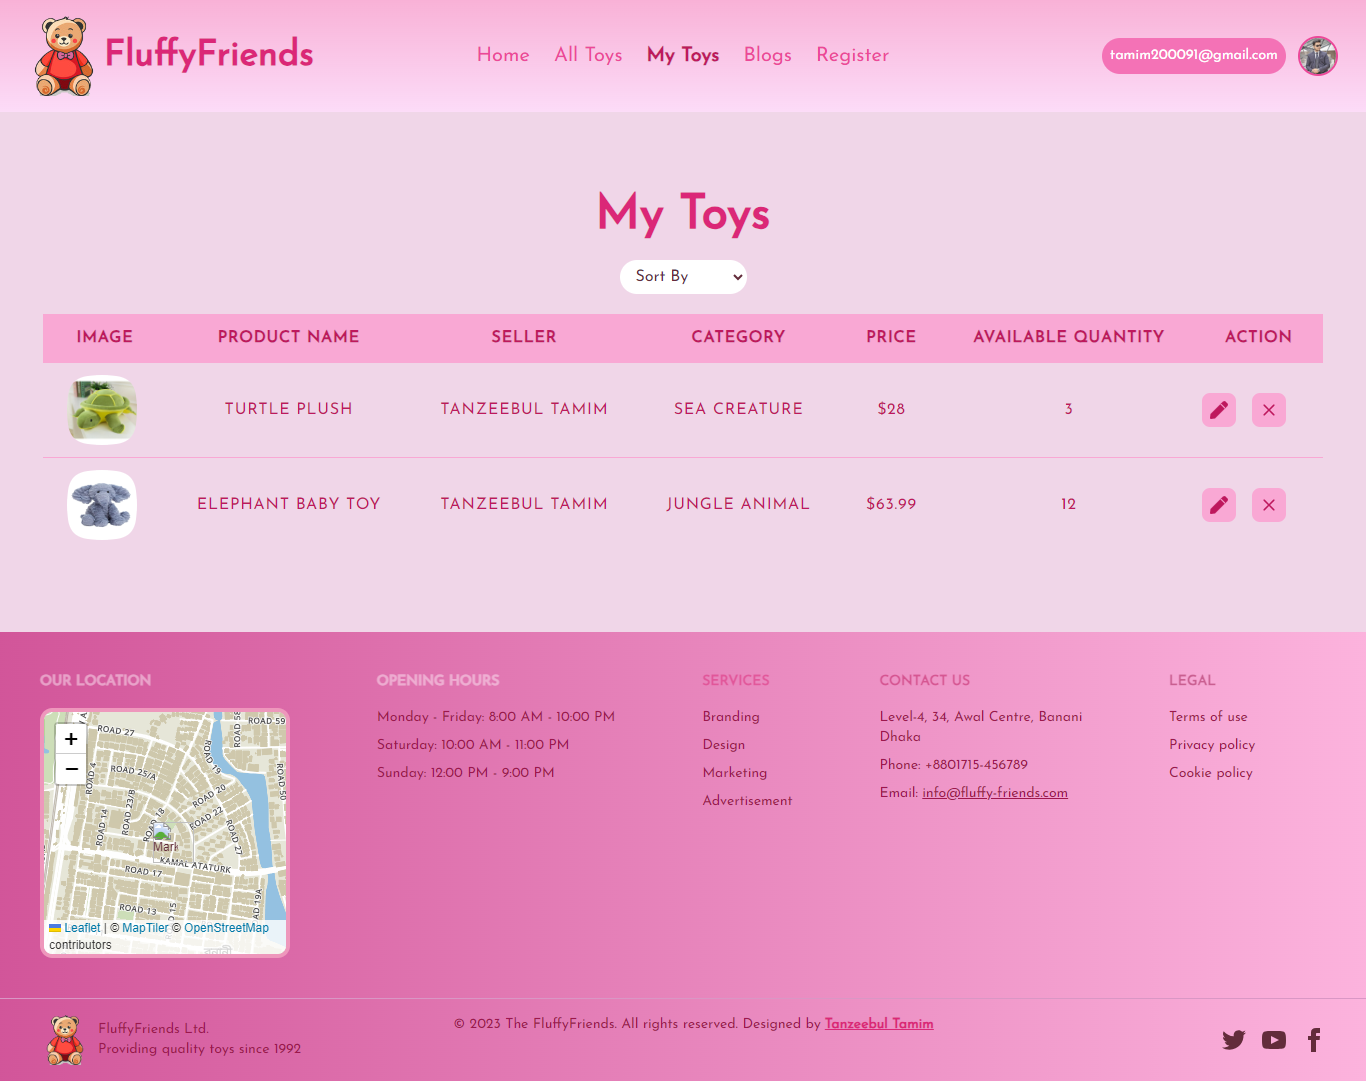 FluffyFriends
Home All Toys My Toys Blogs Register
tamim200091@gmail.com
My Toys
Sort By
IMAGE PRODUCT NAME SELLER CATEGORY PRICE AVAILABLE QUANTITY ACTION
TURTLE PLUSH TANZEEBUL TAMIM SEA CREATURE $28 3
ELEPHANT BABY TOY TANZEEBUL TAMIM JUNGLE ANIMAL $63.99 12
OUR LOCATION
+
−
ROAD 59
ROAD 58
ROAD 27
ROAD 27
ROAD 4
ROAD 25/A
ROAD 50
ROAD 20
ROAD 23/B
ROAD 22
ROAD 14
ROAD 18
ROAD 27
Mark
KAMAL ATATURK
ROAD 17
ROAD 13
ROAD 15
ROAD 19A
Leaflet | © MapTiler © OpenStreetMap
contributors
বনানী
OPENING HOURS
Monday - Friday: 8:00 AM - 10:00 PM
Saturday: 10:00 AM - 11:00 PM
Sunday: 12:00 PM - 9:00 PM
SERVICES
Branding
Design
Marketing
Advertisement
CONTACT US
Level-4, 34, Awal Centre, Banani
Dhaka
Phone: +8801715-456789
Email: info@fluffy-friends.com
LEGAL
Terms of use
Privacy policy
Cookie policy
FluffyFriends Ltd.
Providing quality toys since 1992
© 2023 The FluffyFriends. All rights reserved. Designed by Tanzeebul Tamim